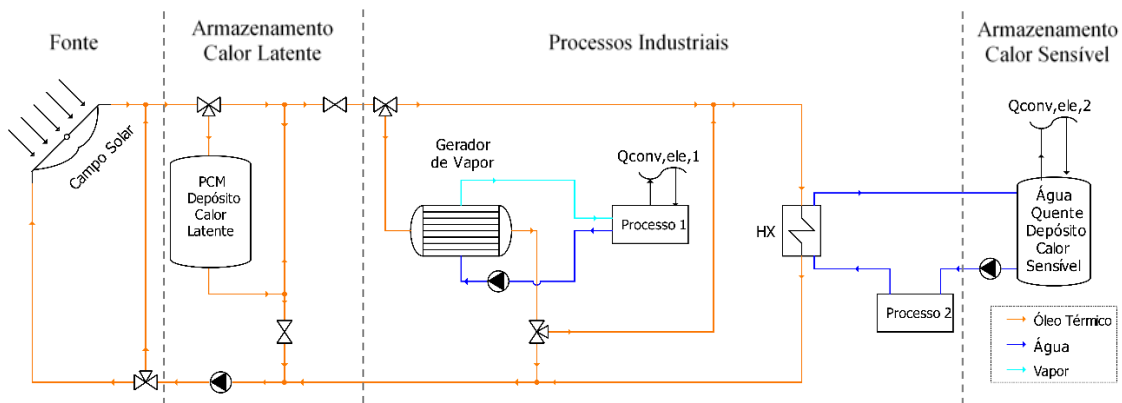 Fonte
Armazenamento
Calor Latente
Processos Industriais
Armazenamento
Calor Sensível
Campo Solar
PCM
Depósito
Calor
Latente
Gerador
de Vapor
Qconv,ele,1
Processo 1
HX
Processo 2
Qconv,ele,2
Água
Quente
Depósito
Calor
Sensível
Óleo Térmico
Água
Vapor